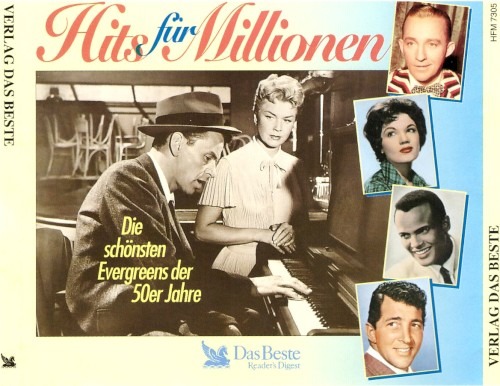 VERLAG DAS BESTE
Hits für Millionen
HFM 7305
Die
schönsten
Evergreens der
50er Jahre
Das Beste
Reader's Digest
VERLAG DAS BESTE